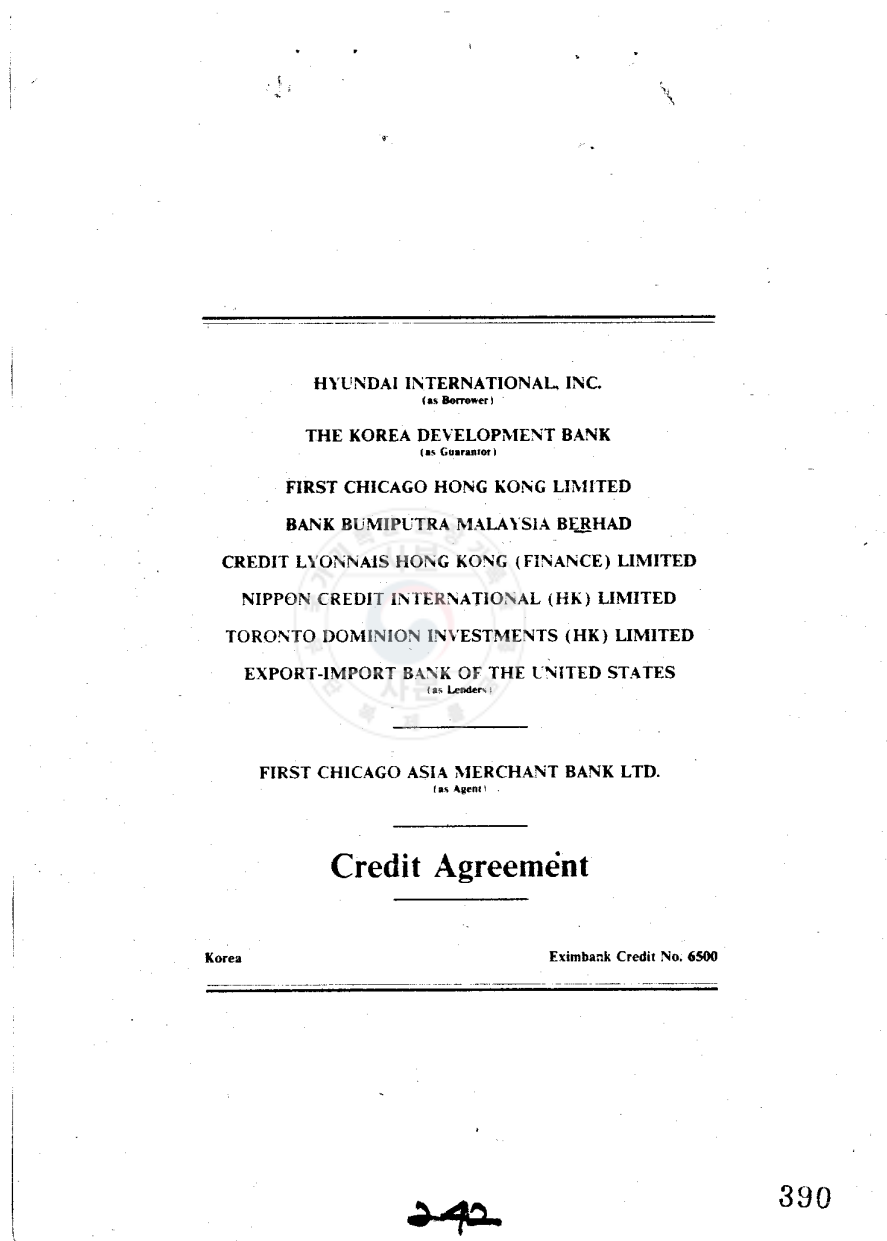 HYUNDAI INTERNATIONAL, INC.
(as Borrower)
THE KOREA DEVELOPMENT BANK
(as Guarantor)
FIRST CHICAGO HONG KONG LIMITED
BANK BUMIPUTRA MALAYSIA BERHAD
CREDIT LYONNAIS HONG KONG (FINANCE) LIMITED
NIPPON CREDIT INTERNATIONAL (HK) LIMITED
TORONTO DOMINION INVESTMENTS (HK) LIMITED
EXPORT-IMPORT BANK OF THE UNITED STATES
(as Lenders)
FIRST CHICAGO ASIA MERCHANT BANK LTD.
(as Agent)
Credit Agreement
Korea Eximbank Credit No. 6500
390
242